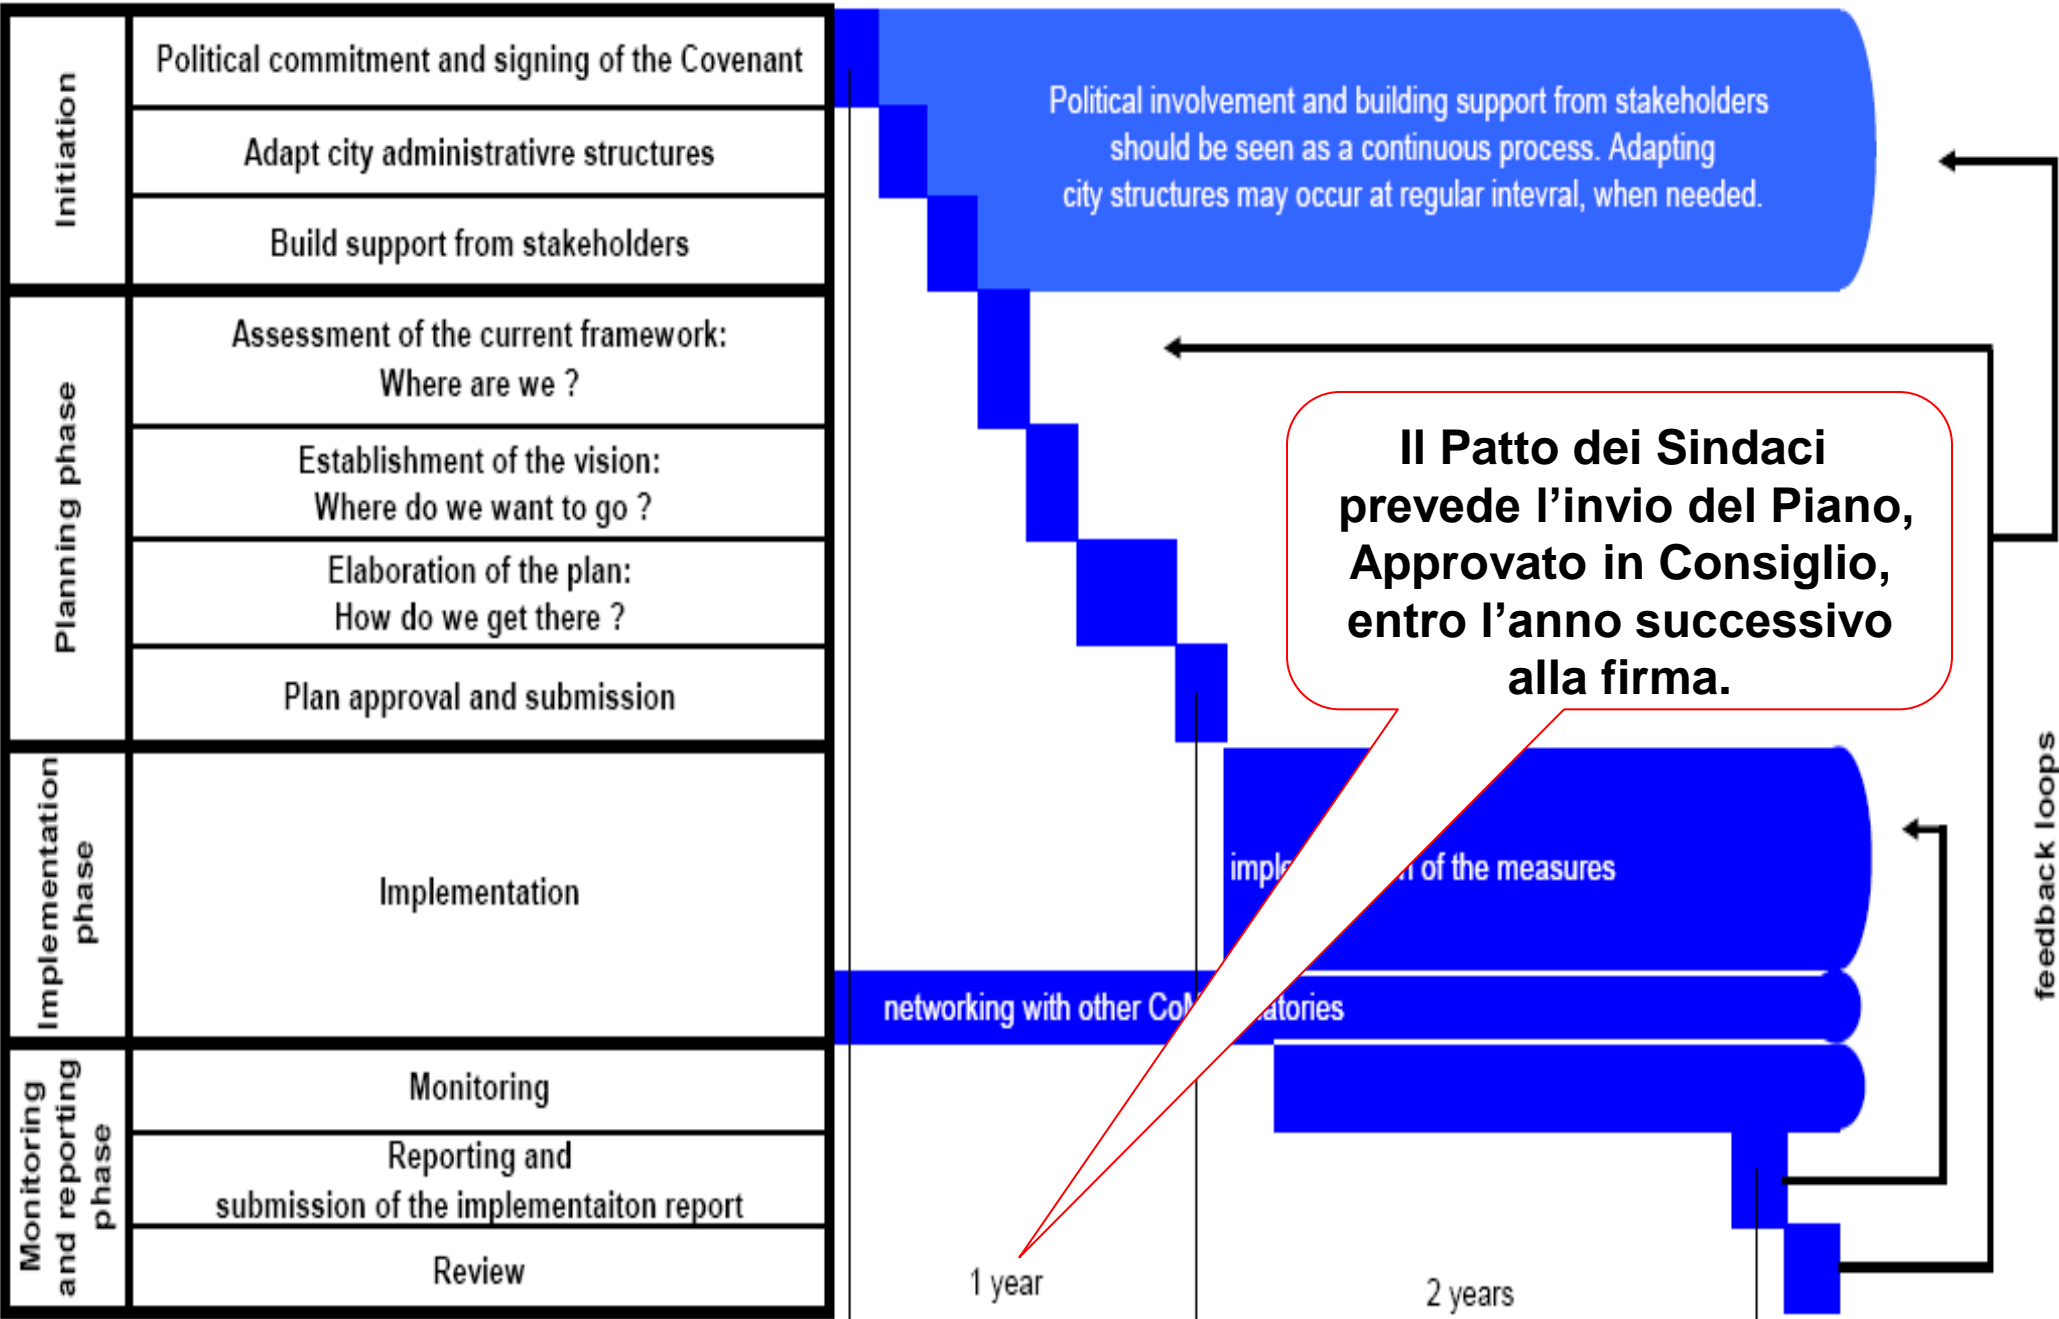 Initiation
Political commitment and signing of the Covenant
Adapt city administrativre structures
Build support from stakeholders
Political involvement and building support from stakeholders
should be seen as a continuous process. Adapting
city structures may occur at regular intevral, when needed.
Planning phase
Assessment of the current framework:
Where are we ?
Establishment of the vision:
Where do we want to go ?
Elaboration of the plan:
How do we get there ?
Plan approval and submission
Il Patto dei Sindaci
prevede l’invio del Piano,
Approvato in Consiglio,
entro l’anno successivo
alla firma.
Implementation
phase
Implementation
of the measures
networking with other
feedback loops
Monitoring
and reporting
phase
Monitoring
Reporting and
submission of the implementaiton report
Review
1 year
2 years